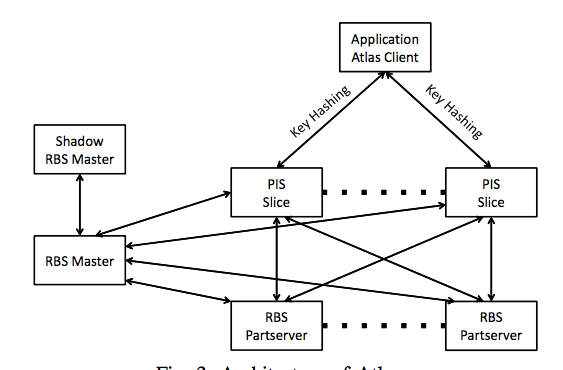 Application
Atlas Client
Key Hashing
Key Hashing
Shadow
RBS Master
PIS
Slice
PIS
Slice
RBS Master
RBS
Partserver
RBS
Partserver